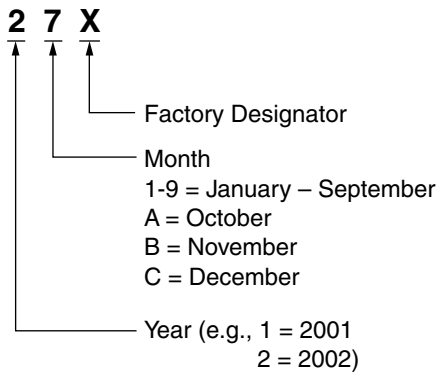 2 7 X
Factory Designator
Month
1-9 = January – September
A = October
B = November
C = December
Year (e.g., 1 = 2001
2 = 2002)